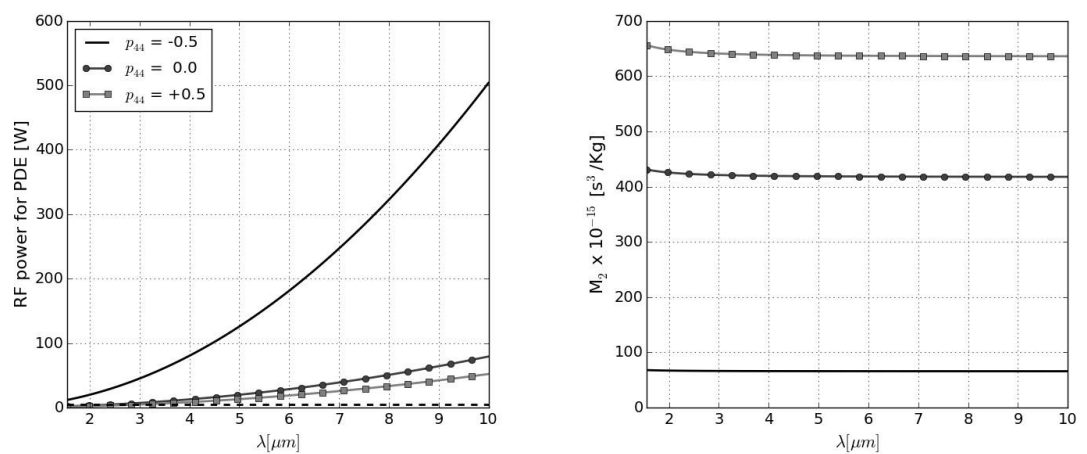 600
500
400
300
200
100
0
RF power for PDE [W]
p₄₄ = -0.5
p₄₄ = 0.0
p₄₄ = +0.5
2 3 4 5 6 7 8 9 10
λ[μm]
700
600
500
400
300
200
100
0
M₂ x 10⁻¹⁵ [s³ /Kg]
2 3 4 5 6 7 8 9 10
λ[μm]